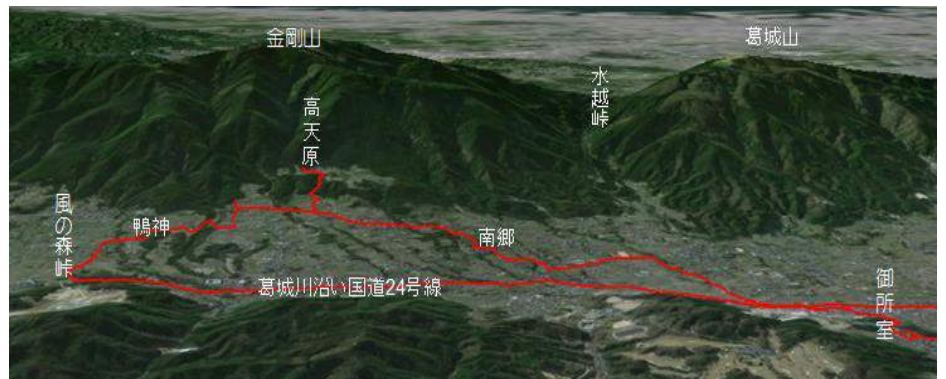 金剛山
葛城山
水越峠
高天原
風の森峠
鴨神
南郷
御所室
葛城川沿い国道24号線